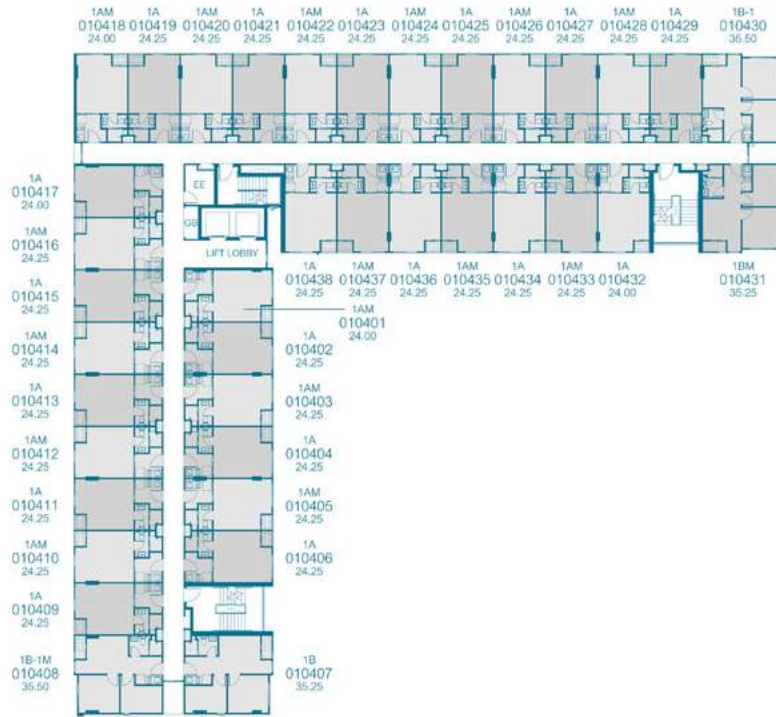 1AM
010418
24.00
1A
010419
24.25
1AM
010420
24.25
1A
010421
24.25
1AM
010422
24.25
1A
010423
24.25
1AM
010424
24.25
1A
010425
24.25
1AM
010426
24.25
1A
010427
24.25
1AM
010428
24.25
1A
010429
24.25
1B-1
010430
35.50
1A
010417
24.00
EE
GB
LIFT LOBBY
1AM
010416
24.25
1A
010438
24.25
1AM
010437
24.25
1A
010436
24.25
1AM
010435
24.25
1A
010434
24.25
1AM
010433
24.25
1A
010432
24.00
1BM
010431
35.25
1A
010415
24.25
1AM
010401
24.00
1AM
010414
24.25
1A
010402
24.25
1A
010413
24.25
1AM
010403
24.25
1AM
010412
24.25
1A
010404
24.25
1A
010411
24.25
1AM
010405
24.25
1AM
010410
24.25
1A
010406
24.25
1A
010409
24.25
1B-1M
010408
35.50
1B
010407
35.25